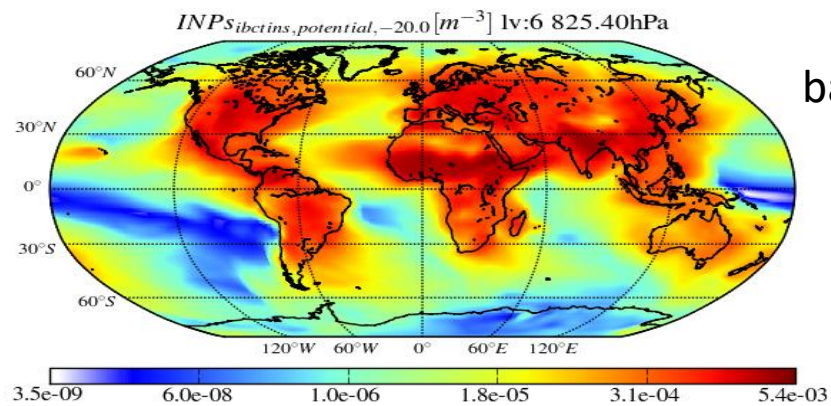 INPs_ibctins,potential,−20.0 [m^−3] lv:6 825.40hPa
ba
60°N
30°N
0°
30°S
60°S
120°W 60°W 0° 60°E 120°E
3.5e-09 6.0e-08 1.0e-06 1.8e-05 3.1e-04 5.4e-03